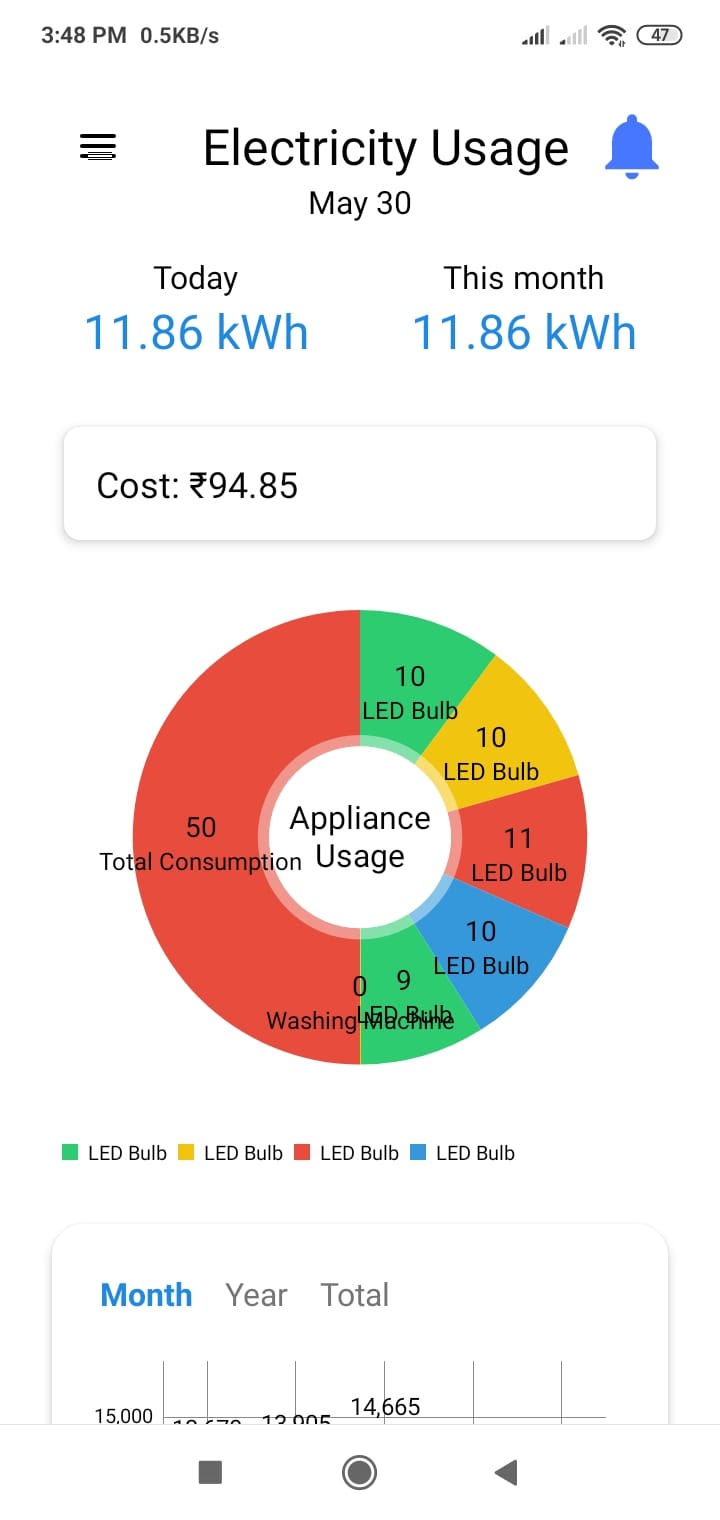 3:48 PM 0.5KB/s 47
Electricity Usage
May 30
Today This month
11.86 kWh 11.86 kWh
Cost: ₹94.85
10
LED Bulb
10
LED Bulb
Appliance
Usage
50
Total Consumption
11
LED Bulb
10
LED Bulb
0 9
Washing Machine
LED Bulb
LED Bulb LED Bulb LED Bulb LED Bulb
Month Year Total
14,665
15,000